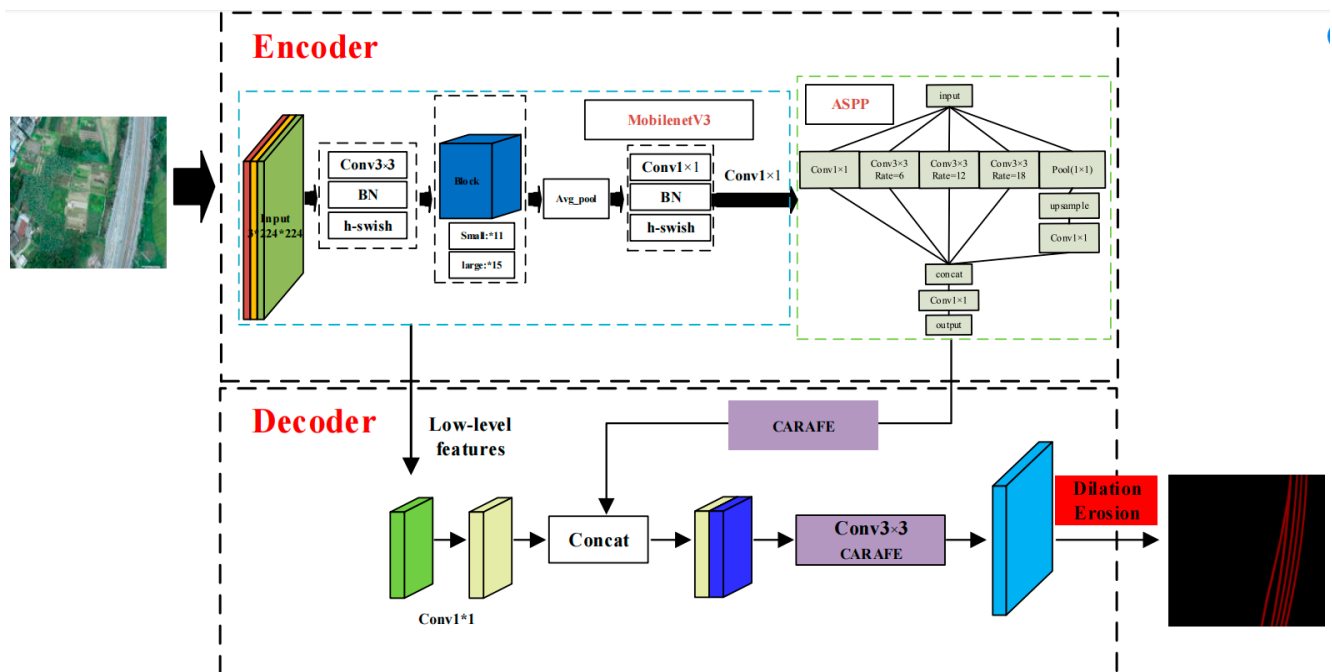 Encoder
Input
3*224*224
Conv3×3
BN
h-swish
Block
Small:*11
large:*15
Avg_pool
MobilenetV3
Conv1×1
BN
h-swish
Conv1×1
ASPP
input
Conv1×1
Conv3×3
Rate=6
Conv3×3
Rate=12
Conv3×3
Rate=18
Pool(1×1)
upsample
Conv1×1
concat
Conv1×1
output
Decoder
Low-level
features
CARAFE
Conv1*1
Concat
Conv3×3
CARAFE
Dilation
Erosion